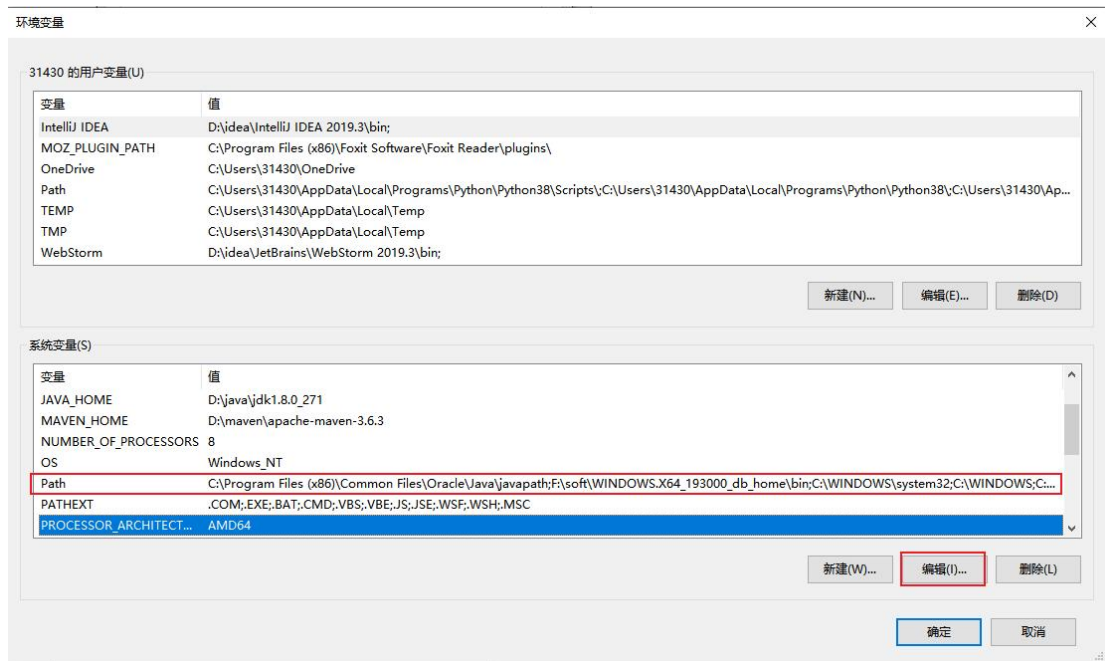 环境变量
31430 的用户变量(U)
变量 值
IntelliJ IDEA D:\idea\IntelliJ IDEA 2019.3\bin;
MOZ_PLUGIN_PATH C:\Program Files (x86)\Foxit Software\Foxit Reader\plugins\
OneDrive C:\Users\31430\OneDrive
Path C:\Users\31430\AppData\Local\Programs\Python\Python38\Scripts\;C:\Users\31430\AppData\Local\Programs\Python\Python38\;C:\Users\31430\Ap...
TEMP C:\Users\31430\AppData\Local\Temp
TMP C:\Users\31430\AppData\Local\Temp
WebStorm D:\idea\JetBrains\WebStorm 2019.3\bin;
新建(N)... 编辑(E)... 删除(D)
系统变量(S)
变量 值
JAVA_HOME D:\java\jdk1.8.0_271
MAVEN_HOME D:\maven\apache-maven-3.6.3
NUMBER_OF_PROCESSORS 8
OS Windows_NT
Path C:\Program Files (x86)\Common Files\Oracle\Java\javapath;F:\soft\WINDOWS.X64_193000_db_home\bin;C:\WINDOWS\system32;C:\WINDOWS;C:...
PATHEXT .COM;.EXE;.BAT;.CMD;.VBS;.VBE;.JS;.JSE;.WSF;.WSH;.MSC
PROCESSOR_ARCHITECT... AMD64
新建(W)... 编辑(I)... 删除(L)
确定 取消